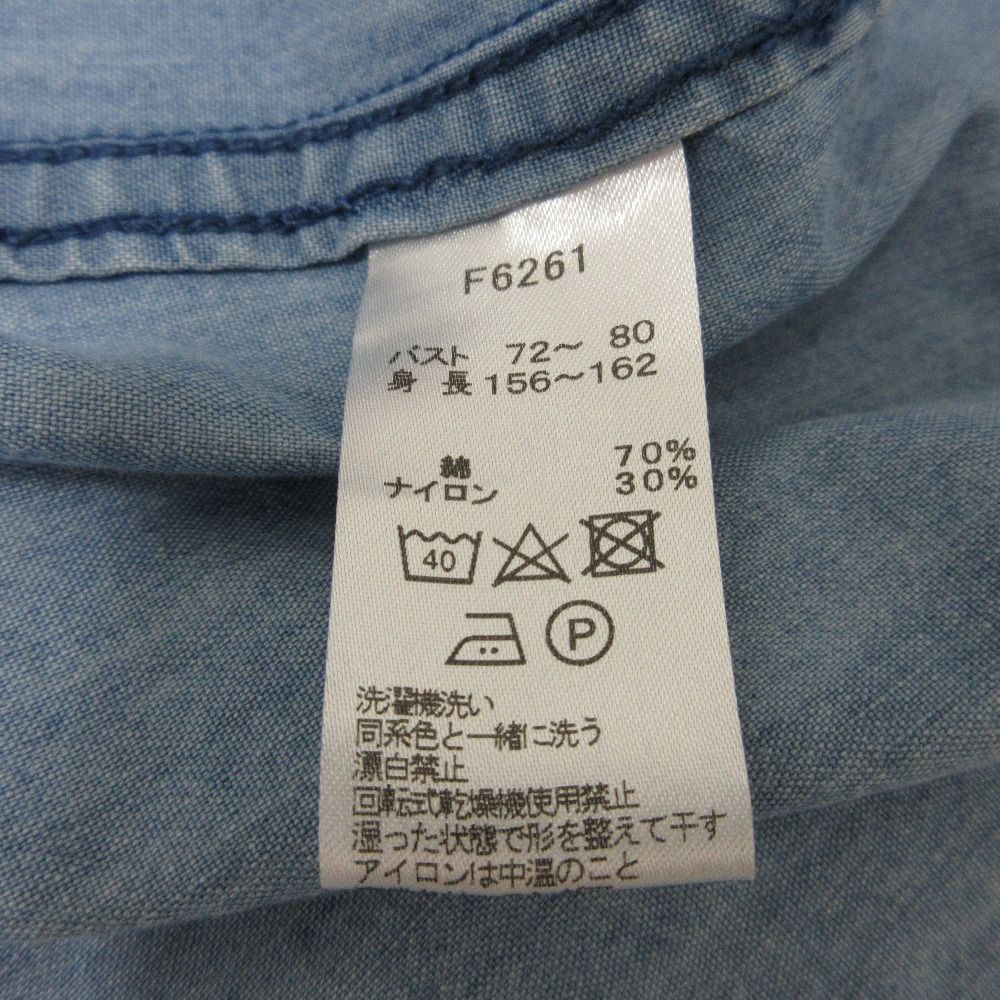 F6261
バスト 72～ 80
身 長 156～162
綿 70%
ナイロン 30%
40
P
洗濯機洗い
同系色と一緒に洗う
漂白禁止
回転式乾燥機使用禁止
湿った状態で形を整えて干す
アイロンは中温のこと